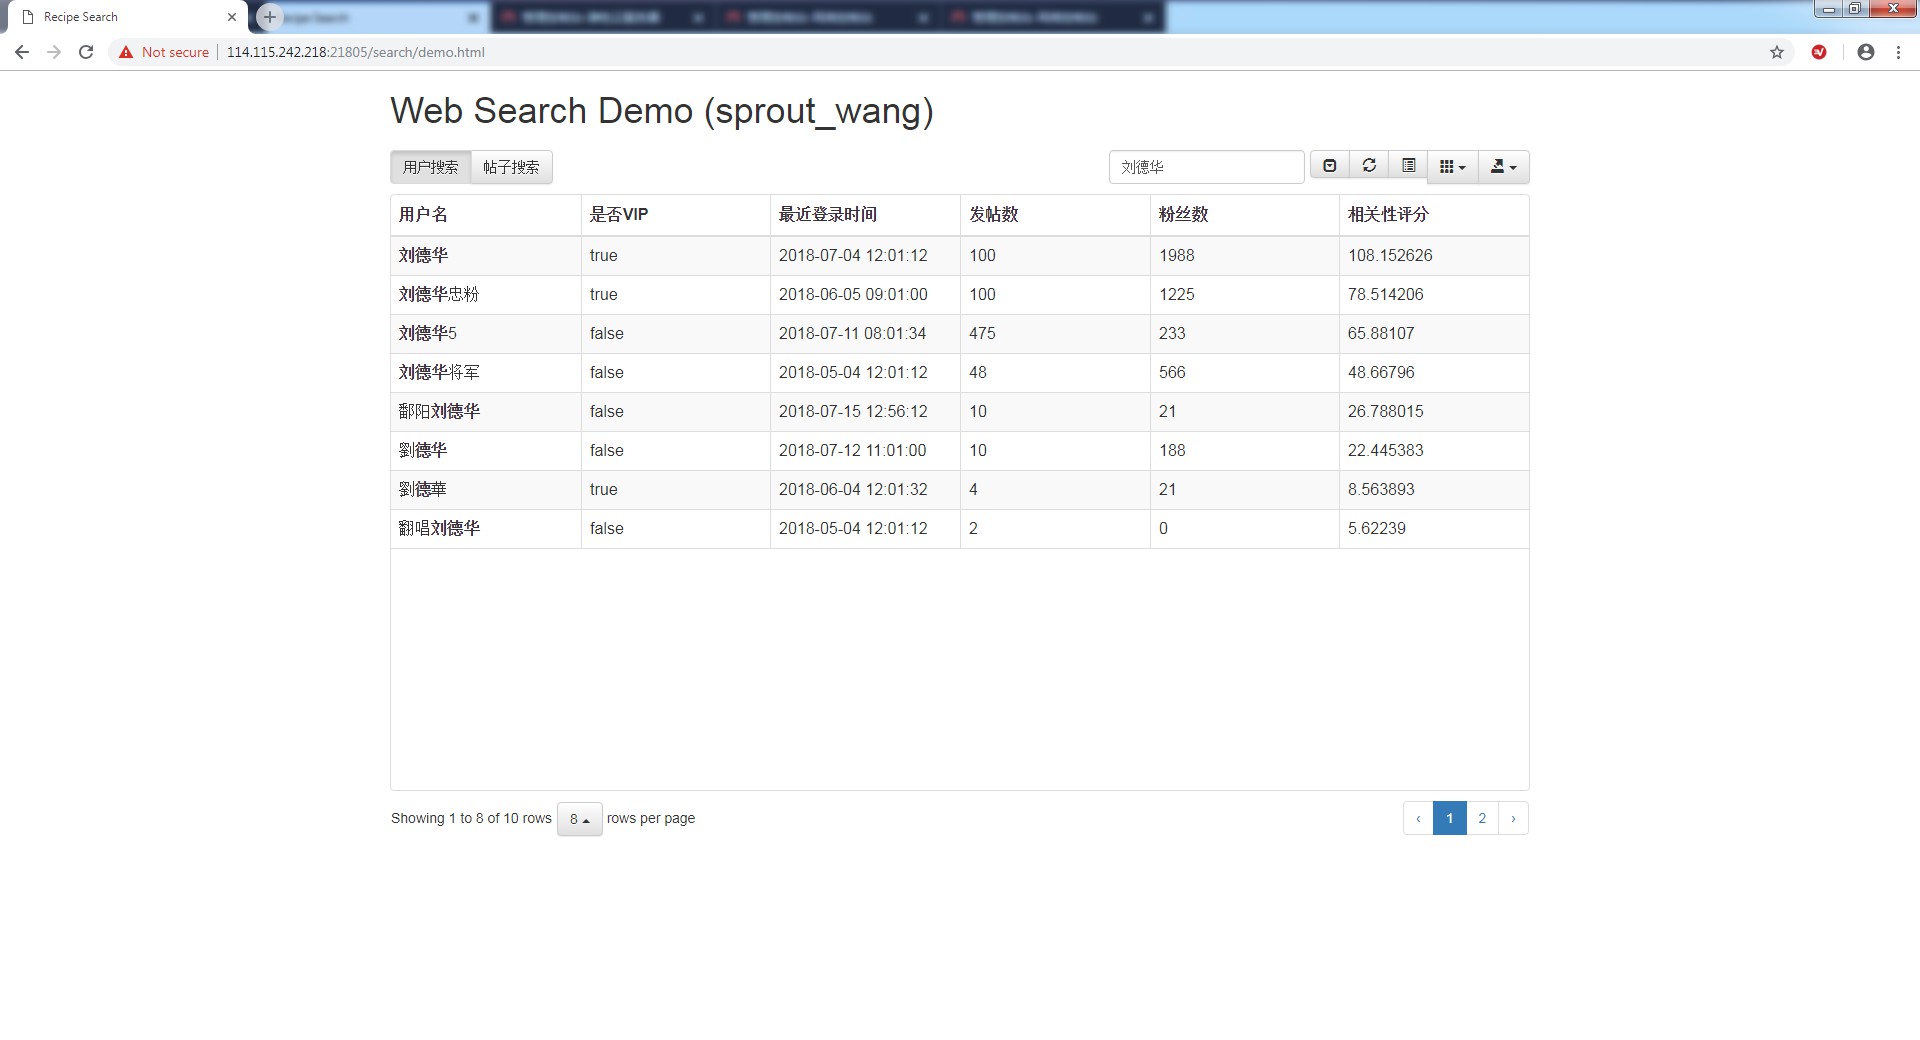 Recipe Search
Not secure 114.115.242.218:21805/search/demo.html
Web Search Demo (sprout_wang)
用户搜索 帖子搜索 刘德华
用户名 是否VIP 最近登录时间 发帖数 粉丝数 相关性评分
刘德华 true 2018-07-04 12:01:12 100 1988 108.152626
刘德华忠粉 true 2018-06-05 09:01:00 100 1225 78.514206
刘德华5 false 2018-07-11 08:01:34 475 233 65.88107
刘德华将军 false 2018-05-04 12:01:12 48 566 48.66796
鄱阳刘德华 false 2018-07-15 12:56:12 10 21 26.788015
劉德华 false 2018-07-12 11:01:00 10 188 22.445383
劉德華 true 2018-06-04 12:01:32 4 21 8.563893
翻唱刘德华 false 2018-05-04 12:01:12 2 0 5.62239
Showing 1 to 8 of 10 rows 8 rows per page ‹ 1 2 ›